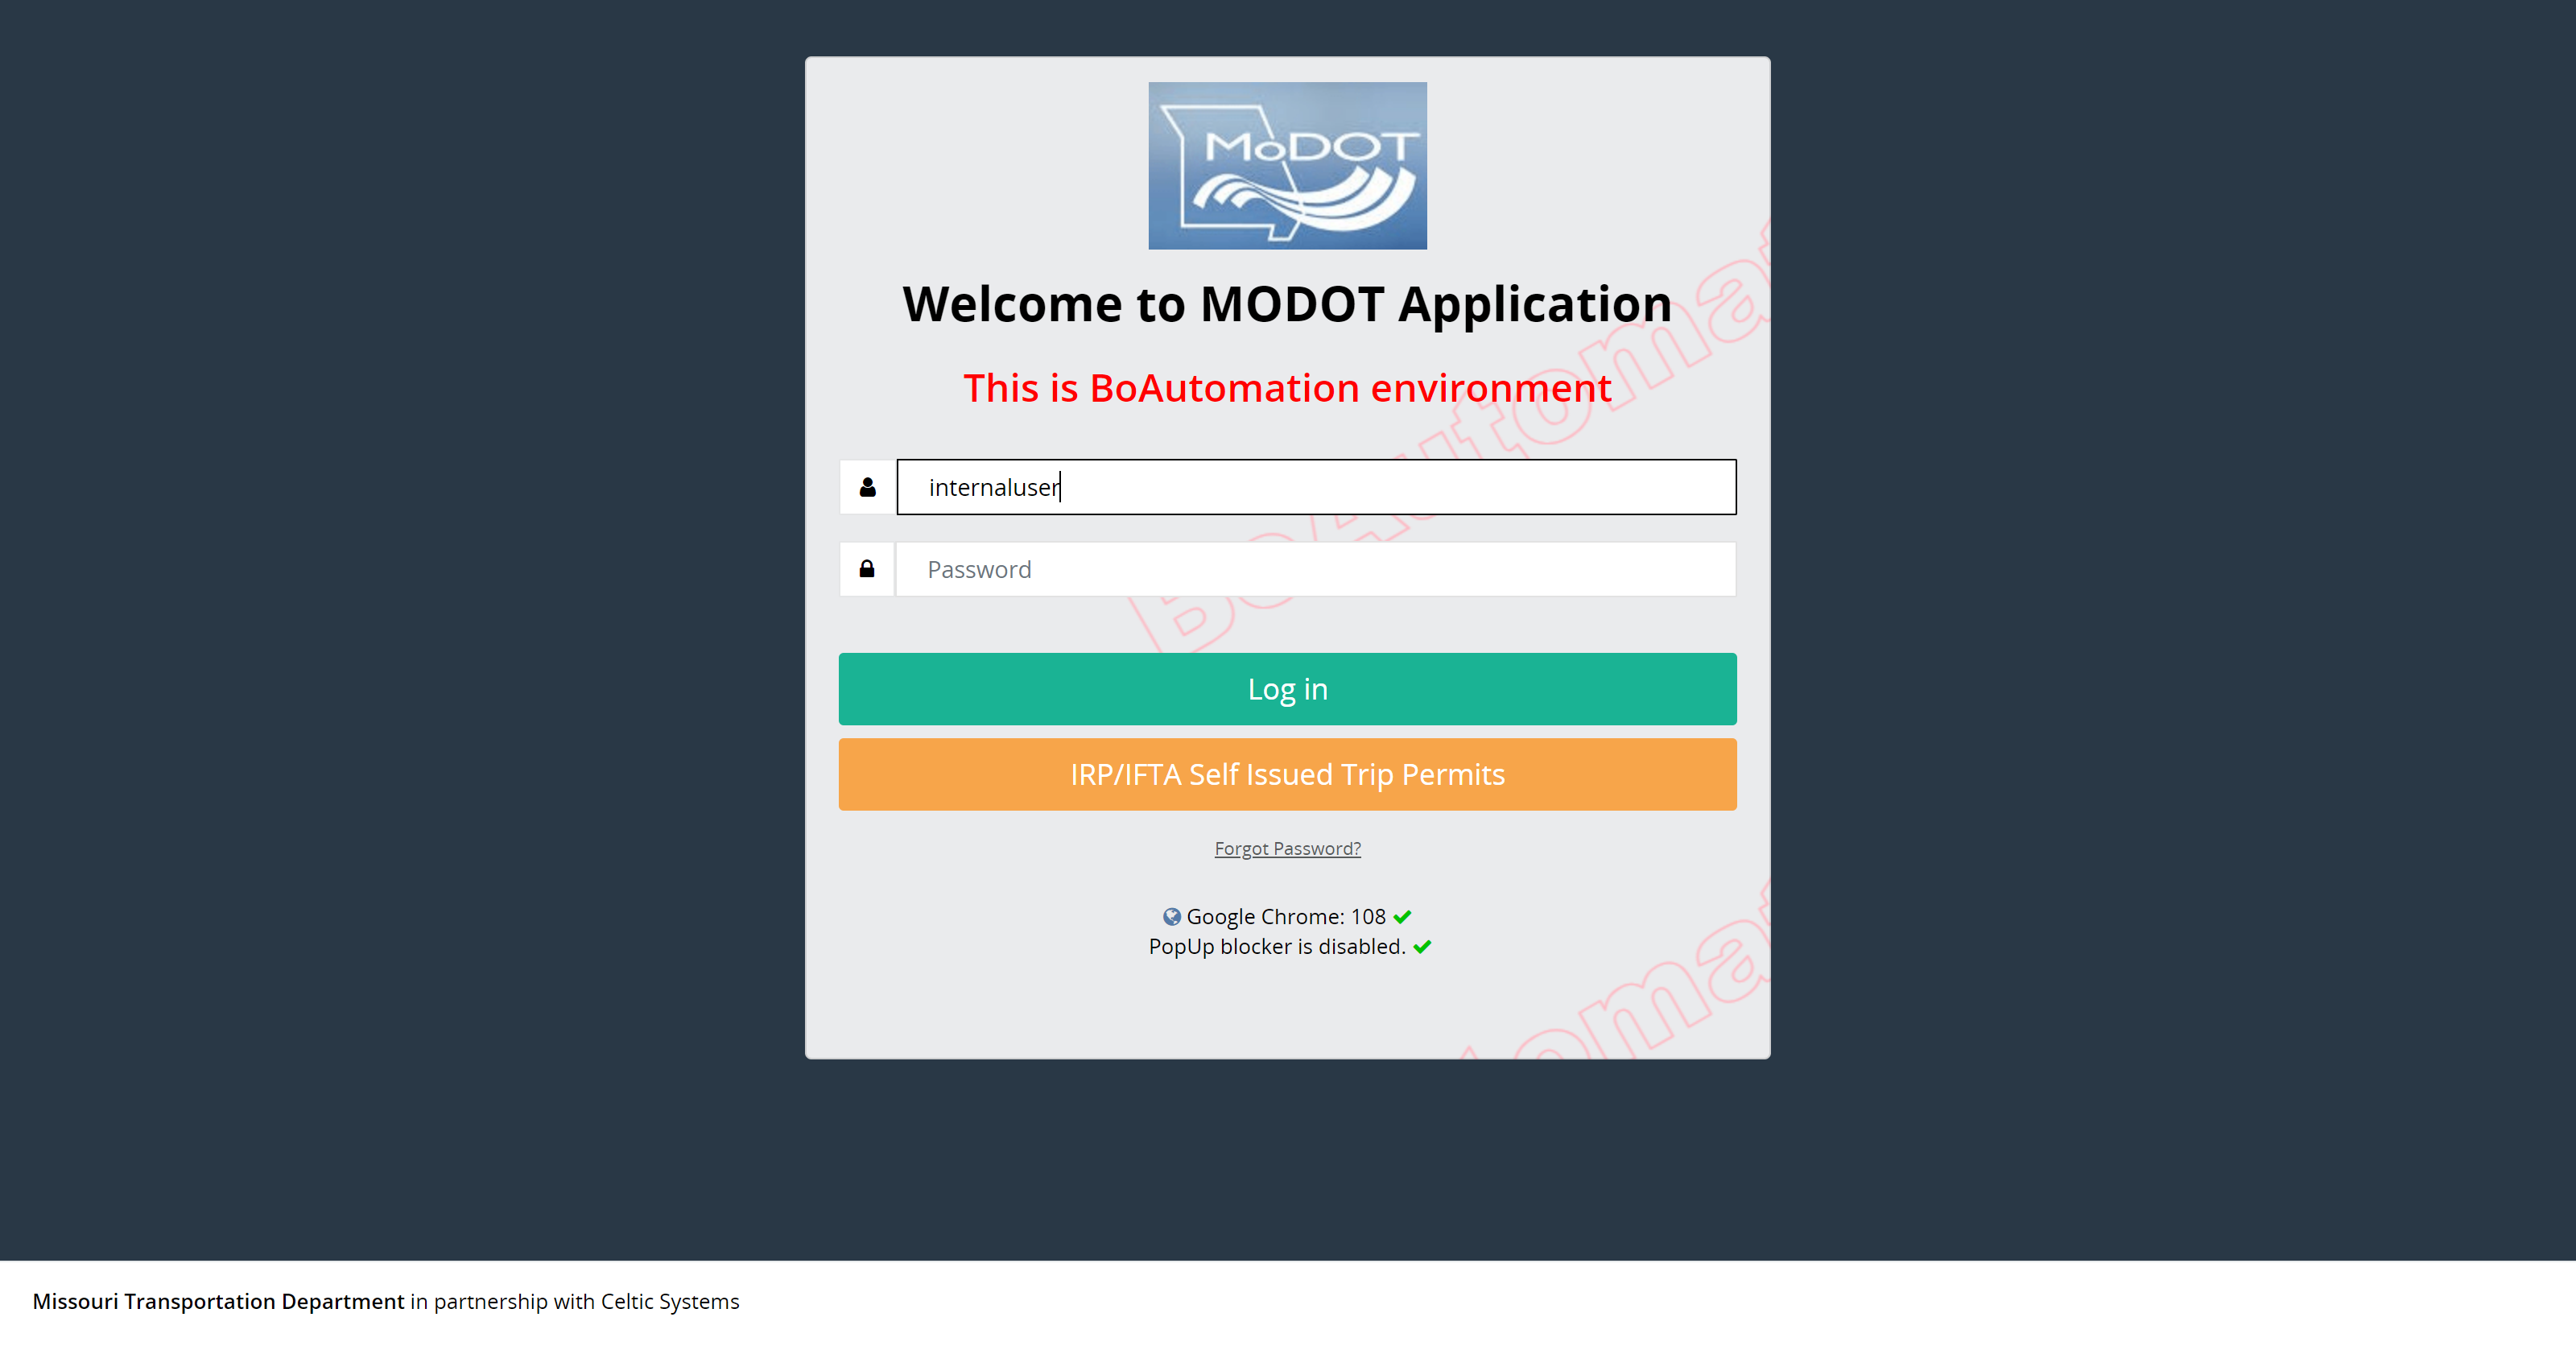 MoDOT
Welcome to MODOT Application
This is BoAutomation environment
internaluser
Password
Log in
IRP/IFTA Self Issued Trip Permits
Forgot Password?
Google Chrome: 108
PopUp blocker is disabled.
Missouri Transportation Department in partnership with Celtic Systems